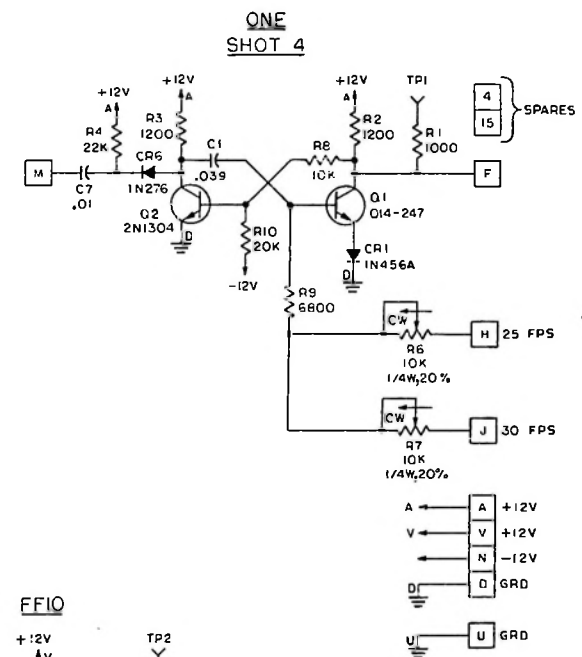 ONE
SHOT 4
+12V
A
R4
22K
+12V
A
R3
1200
C1
.039
CR6
1N276
M
C7
.01
Q2
2N1304
D
R8
10K
R10
20K
-12V
+12V
A
R2
1200
TP1
R1
1000
4
15
SPARES
F
Q1
014-247
CR1
1N456A
D
R9
6800
CW
R6
10K
1/4W,20%
H 25 FPS
CW
R7
10K
1/4W,20%
J 30 FPS
A A +12V
V V +12V
N -12V
D D GRD
U U GRD
FF10
+12V
V
TP2